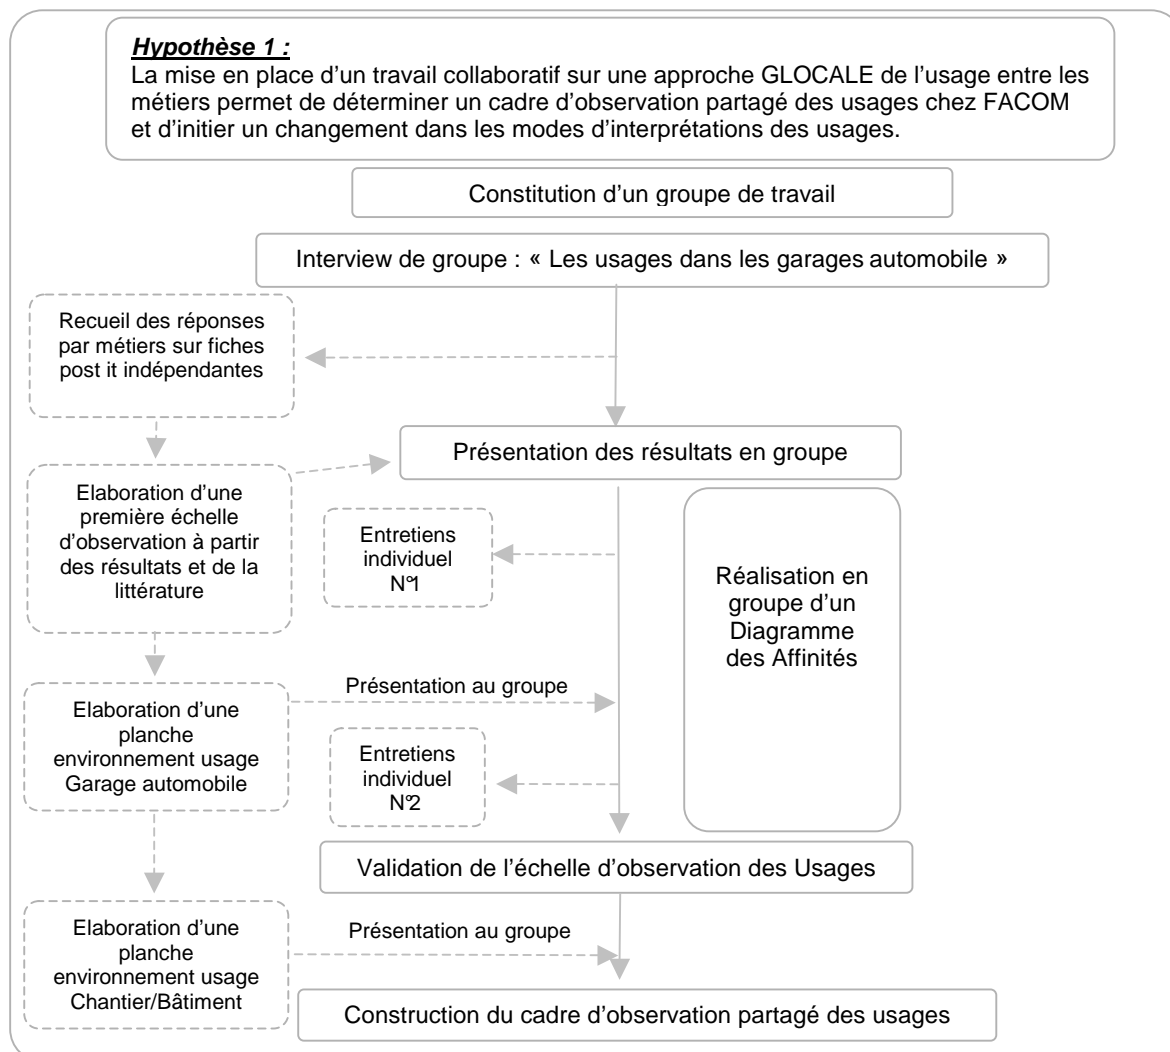 Hypothèse 1 :
La mise en place d'un travail collaboratif sur une approche GLOCALE de l'usage entre les
métiers permet de déterminer un cadre d'observation partagé des usages chez FACOM
et d'initier un changement dans les modes d'interprétations des usages.
Constitution d'un groupe de travail
Interview de groupe : « Les usages dans les garages automobile »
Recueil des réponses
par métiers sur fiches
post it indépendantes
Présentation des résultats en groupe
Elaboration d'une
première échelle
d'observation à partir
des résultats et de la
littérature
Entretiens
individuel
N°1
Réalisation en
groupe d'un
Diagramme
des Affinités
Présentation au groupe
Elaboration d'une
planche
environnement usage
Garage automobile
Entretiens
individuel
N°2
Validation de l'échelle d'observation des Usages
Elaboration d'une
planche
environnement usage
Chantier/Bâtiment
Présentation au groupe
Construction du cadre d'observation partagé des usages